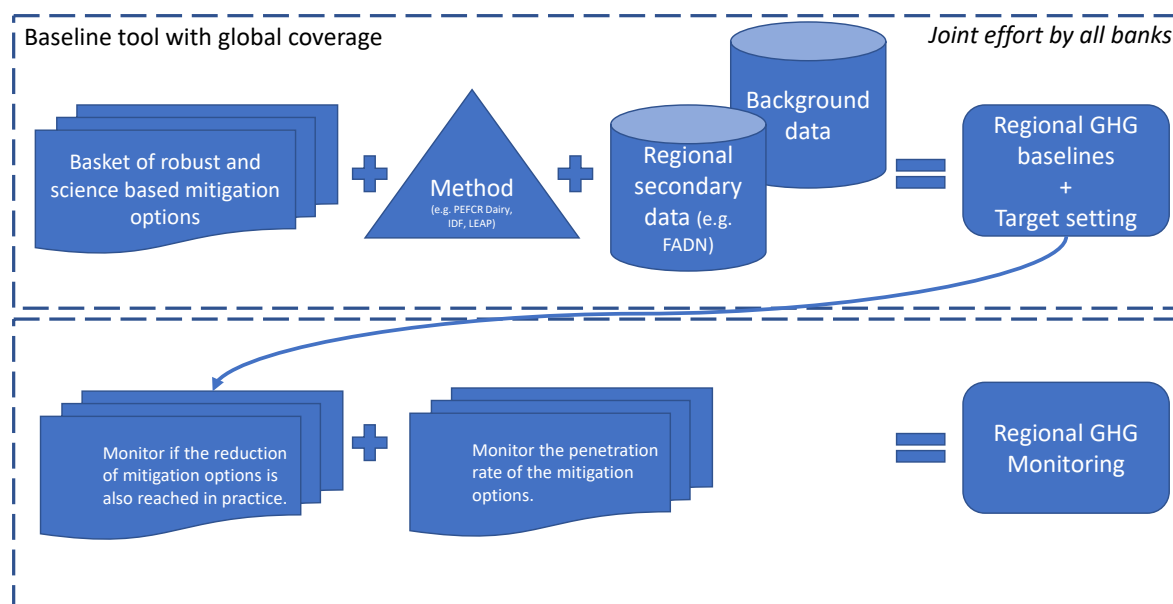 Baseline tool with global coverage
Joint effort by all banks
Basket of robust and
science based mitigation
options
Method
(e.g. PEFCR Dairy,
IDF, LEAP)
Regional
secondary
data (e.g.
FADN)
Background
data
Regional GHG
baselines
+
Target setting
Monitor if the reduction
of mitigation options is
also reached in practice.
Monitor the penetration
rate of the mitigation
options.
Regional GHG
Monitoring